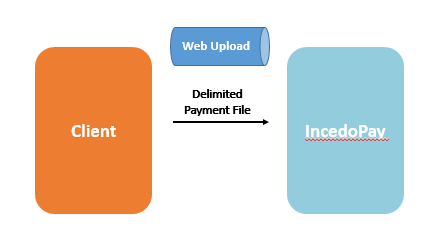 Web Upload
Delimited
Payment File
Client
IncedoPay